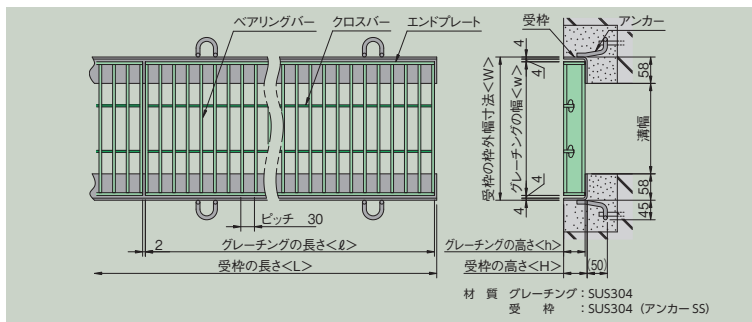 ベアリングバー
クロスバー
エンドプレート
受枠
アンカー
4
4
58
受枠の枠外幅寸法<W>
グレーチングの幅<w>
溝幅
4
4
58
45
ピッチ 30
2
グレーチングの長さ<ℓ>
グレーチングの高さ<h>
受枠の長さ<L>
受枠の高さ<H>
(50)
材 質 グレーチング：SUS304
受 枠 ：SUS304（アンカーSS）